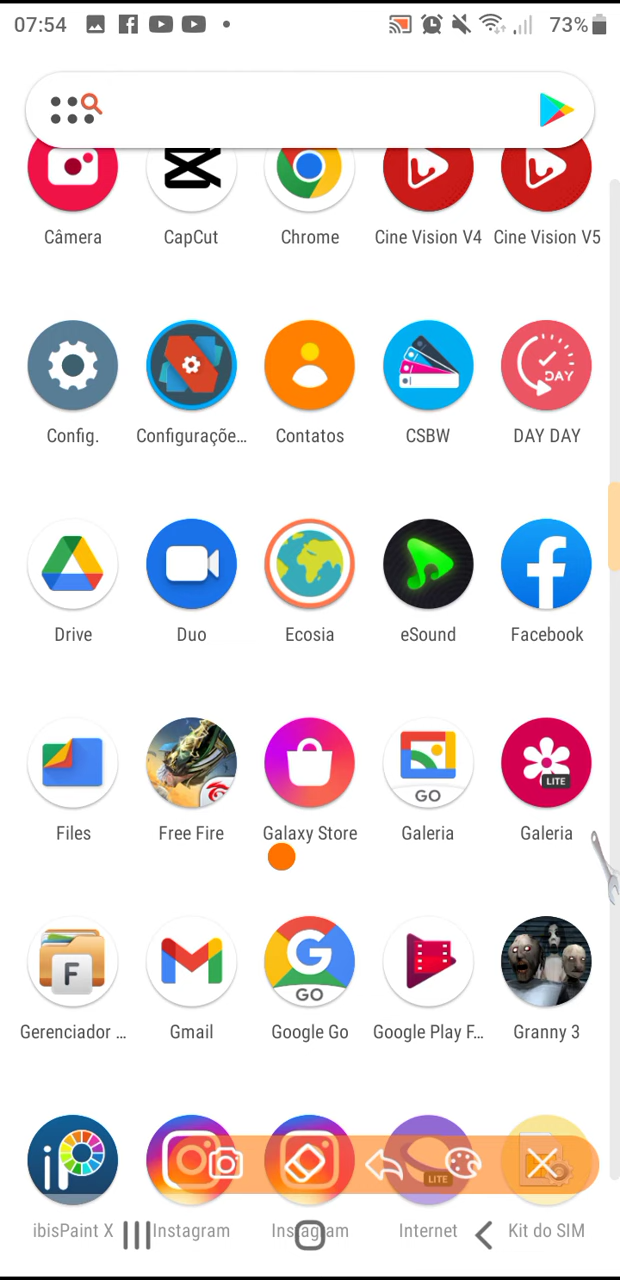 07:54
73%
Câmera
CapCut
Chrome
Cine Vision V4
Cine Vision V5
Config.
Configuraçõe...
Contatos
CSBW
DAY
DAY DAY
Drive
Duo
Ecosia
eSound
Facebook
GO
LITE
Files
Free Fire
Galaxy Store
Galeria
Galeria
F
G
GO
Gerenciador ...
Gmail
Google Go
Google Play F...
Granny 3
iP
LITE
ibisPaint X
Instagram
Instagram
Internet
Kit do SIM